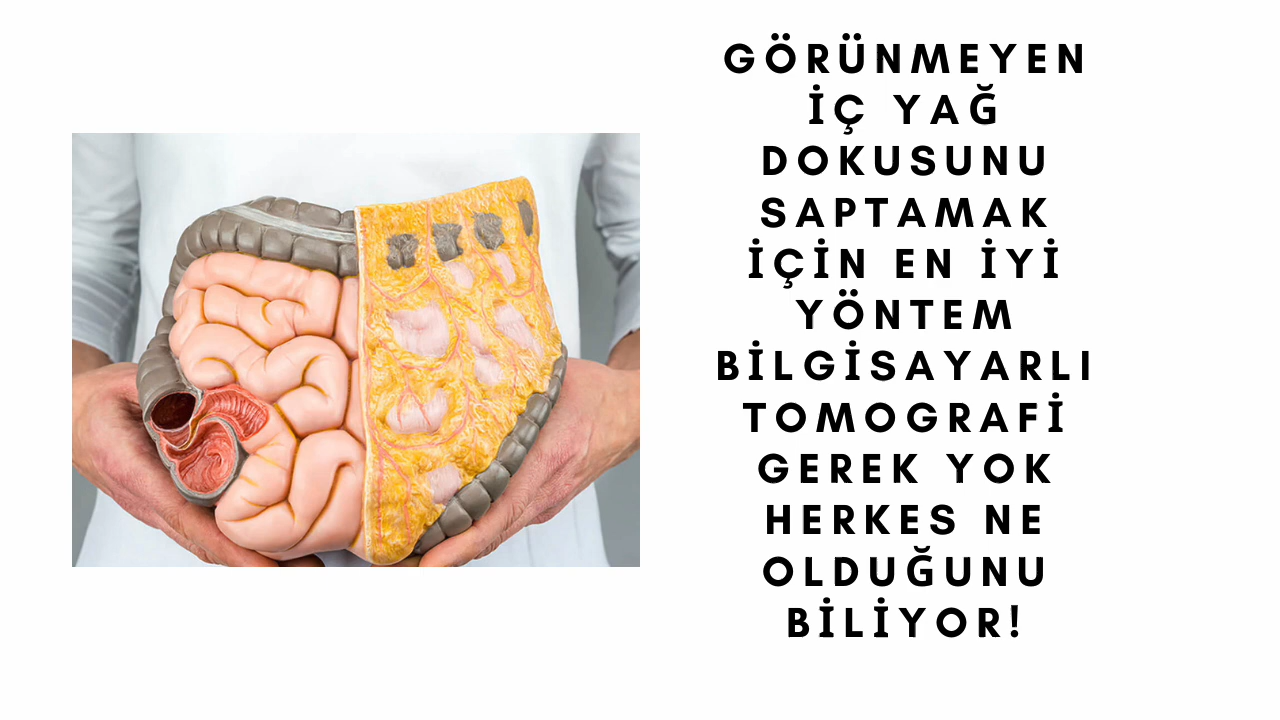 GÖRÜNMEYEN
İÇ YAĞ
DOKUSUNU
SAPTAMAK
İÇİN EN İYİ
YÖNTEM
BİLGİSAYARLI
TOMOGRAFİ
GEREK YOK
HERKES NE
OLDUĞUNU
BİLİYOR!